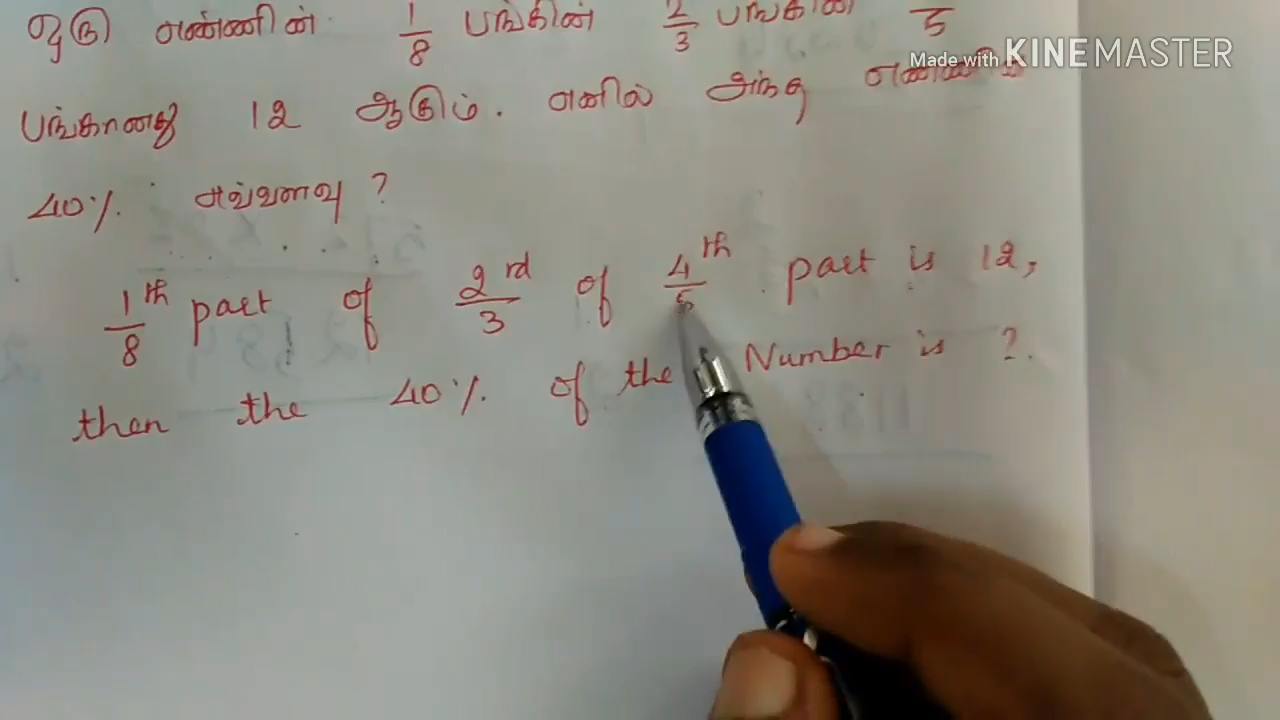 ஒரு எண்ணின் 1/8 பங்கின் 2/3 பங்கின் /5
Made with KINEMASTER
பங்கானது 12 ஆகும். எனில் அந்த எண்ணின்
40% எவ்வளவு ?
1/8 th part of 2/3 rd of 4/5 th part is 12,
then the 40% of the Number is ?.